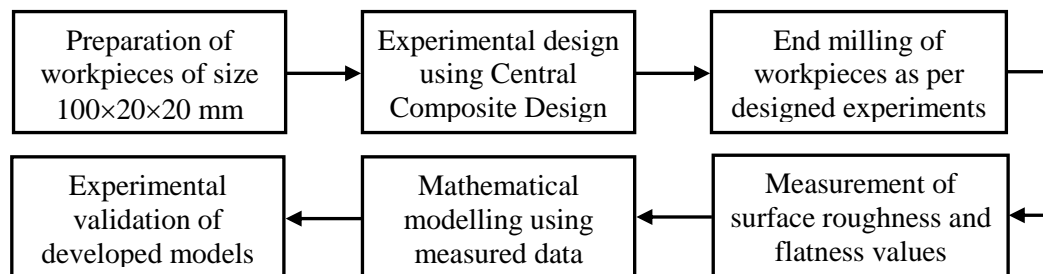 Preparation of
workpieces of size
100×20×20 mm
Experimental design
using Central
Composite Design
End milling of
workpieces as per
designed experiments
Measurement of
surface roughness and
flatness values
Mathematical
modelling using
measured data
Experimental
validation of
developed models